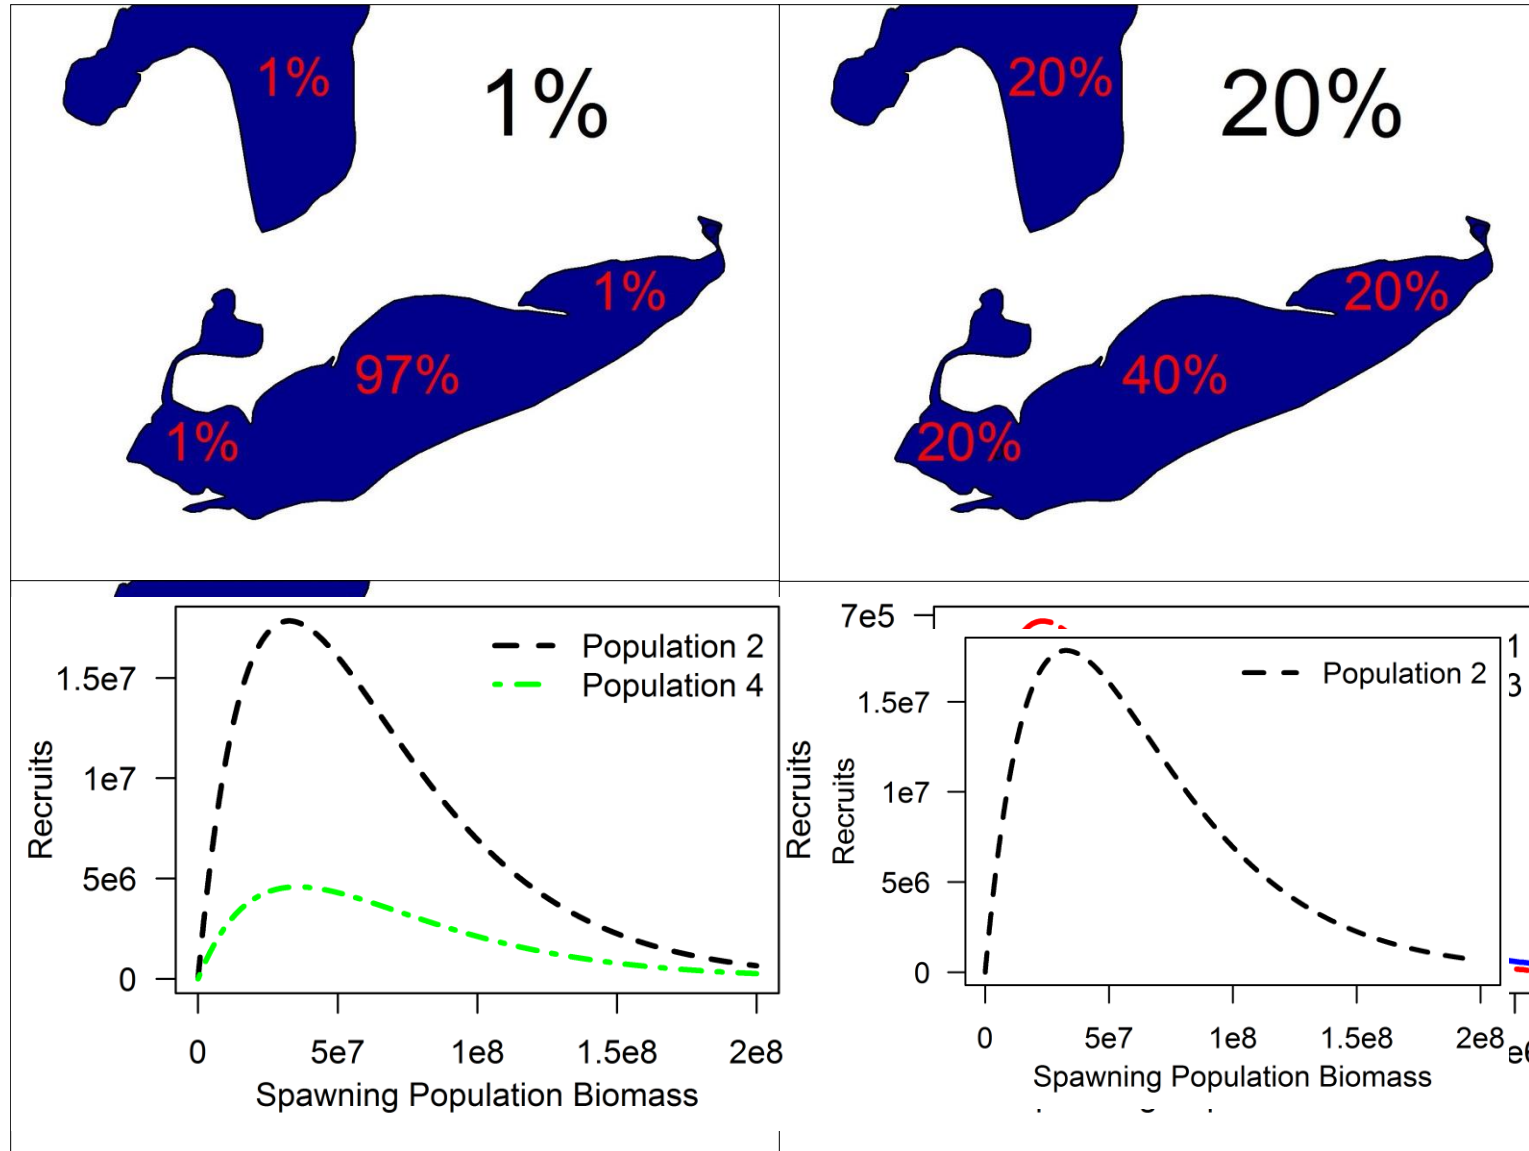 1%
1%
1%
97%
1%
20%
20%
20%
40%
20%
Population 2
Population 4
1.5e7
1e7
5e6
0
Recruits
0 5e7 1e8 1.5e8 2e8
Spawning Population Biomass
7e5
1
3
Population 2
1.5e7
1e7
5e6
0
Recruits
Recruits
0 5e7 1e8 1.5e8 2e8
Spawning Population Biomass